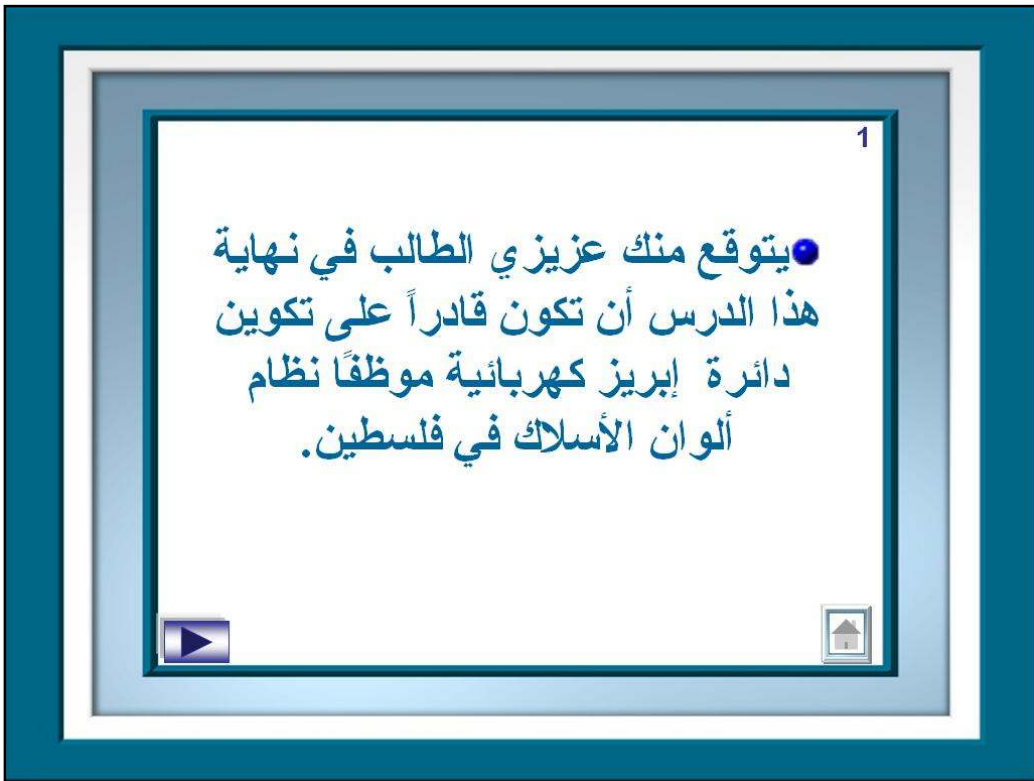 1
يتوقع منك عزيزي الطالب في نهاية
هذا الدرس أن تكون قادراً على تكوين
دائرة إبريز كهربائية موظفًا نظام
ألوان الأسلاك في فلسطين.